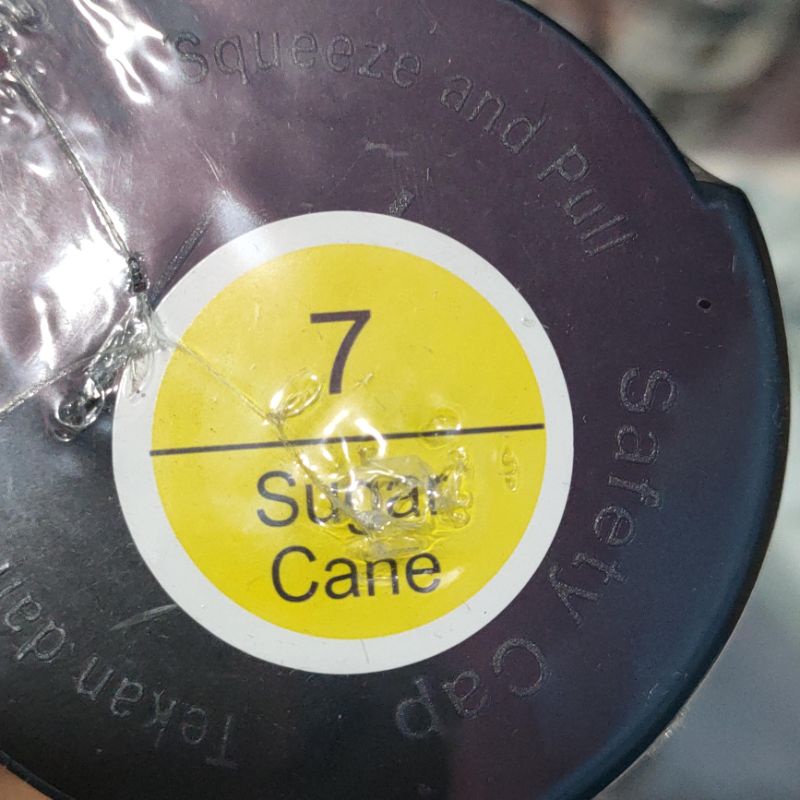 Squeeze and Pull
Safety Cap
Tekan dan
7
Sugar
Cane